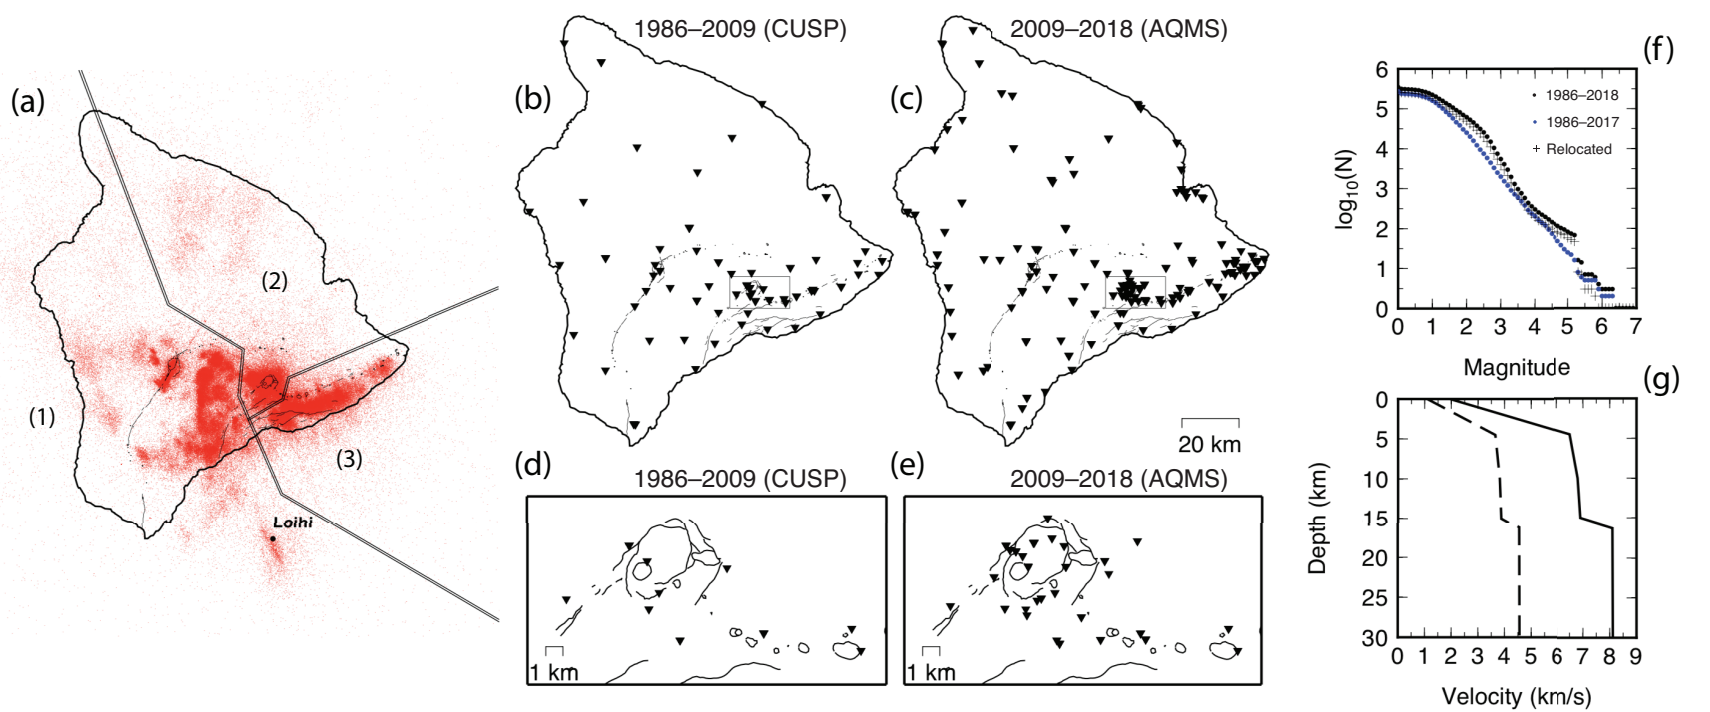 (a)
(1)
(2)
(3)
Loihi
(b)
1986–2009 (CUSP)
(c)
2009–2018 (AQMS)
20 km
(d)
1986–2009 (CUSP)
1 km
(e)
2009–2018 (AQMS)
1 km
(f)
log10(N)
6
5
4
3
2
1
0
1986–2018
1986–2017
Relocated
0 1 2 3 4 5 6 7
Magnitude
(g)
Depth (km)
0
5
10
15
20
25
30
0 1 2 3 4 5 6 7 8 9
Velocity (km/s)